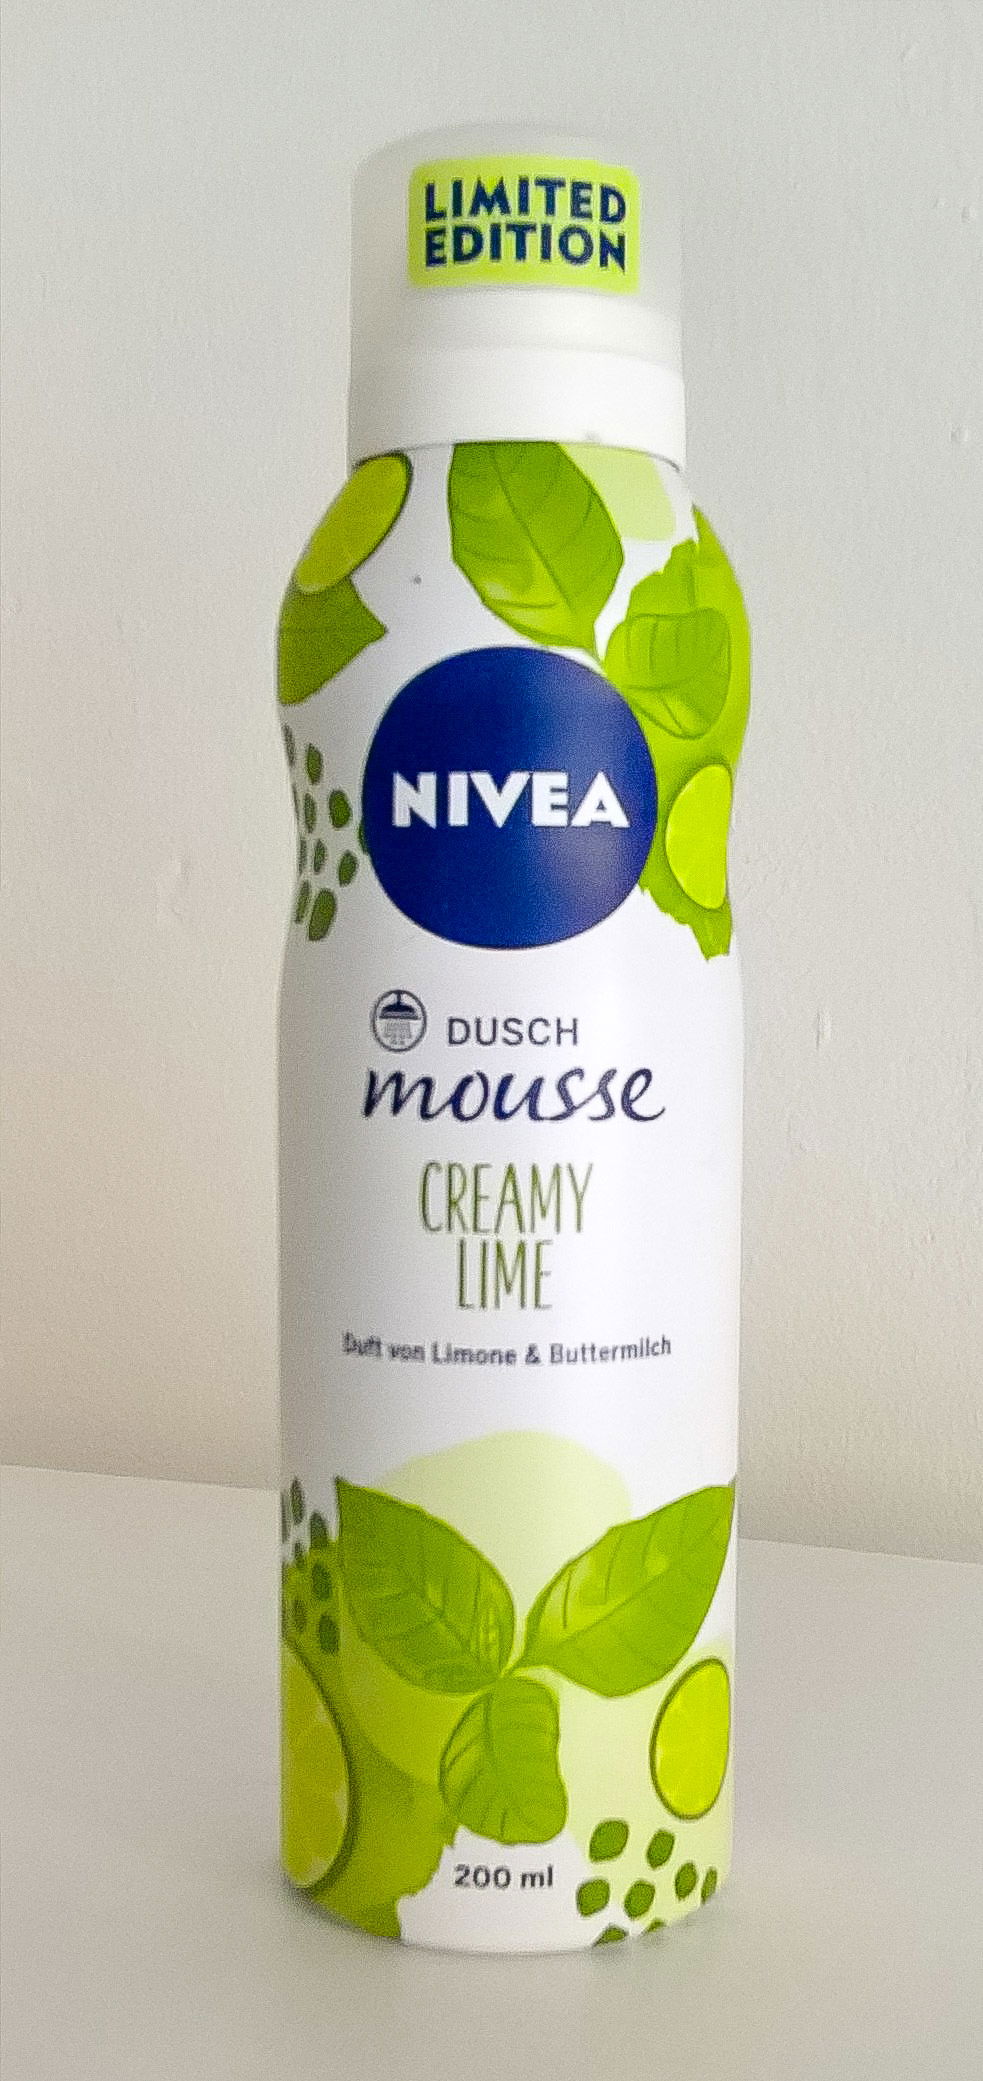 LIMITED
EDITION
NIVEA
DUSCH
mousse
CREAMY
LIME
Duft von Limone & Buttermilch
200 ml